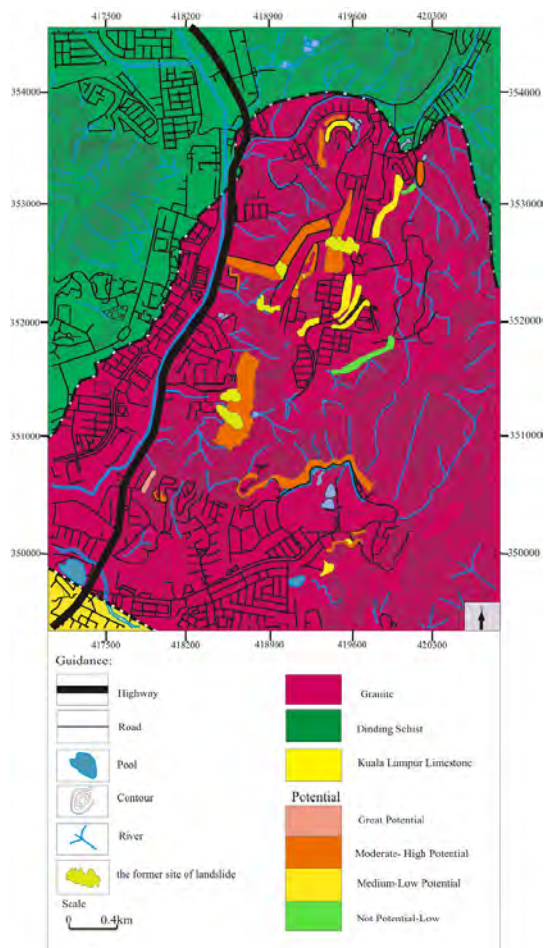 417500 418200 418900 419600 420300
354000 354000
353000 353000
352000 352000
351000 351000
350000 350000
417500 418200 418900 419600 420300
Guidance:
Highway
Road
Pool
Contour
River
the former site of landslide
Scale
0 0.4km
Granite
Dinding Schist
Kuala Lumpur Limestone
Potential
Great Potential
Moderate- High Potential
Medium-Low Potential
Not Potential-Low